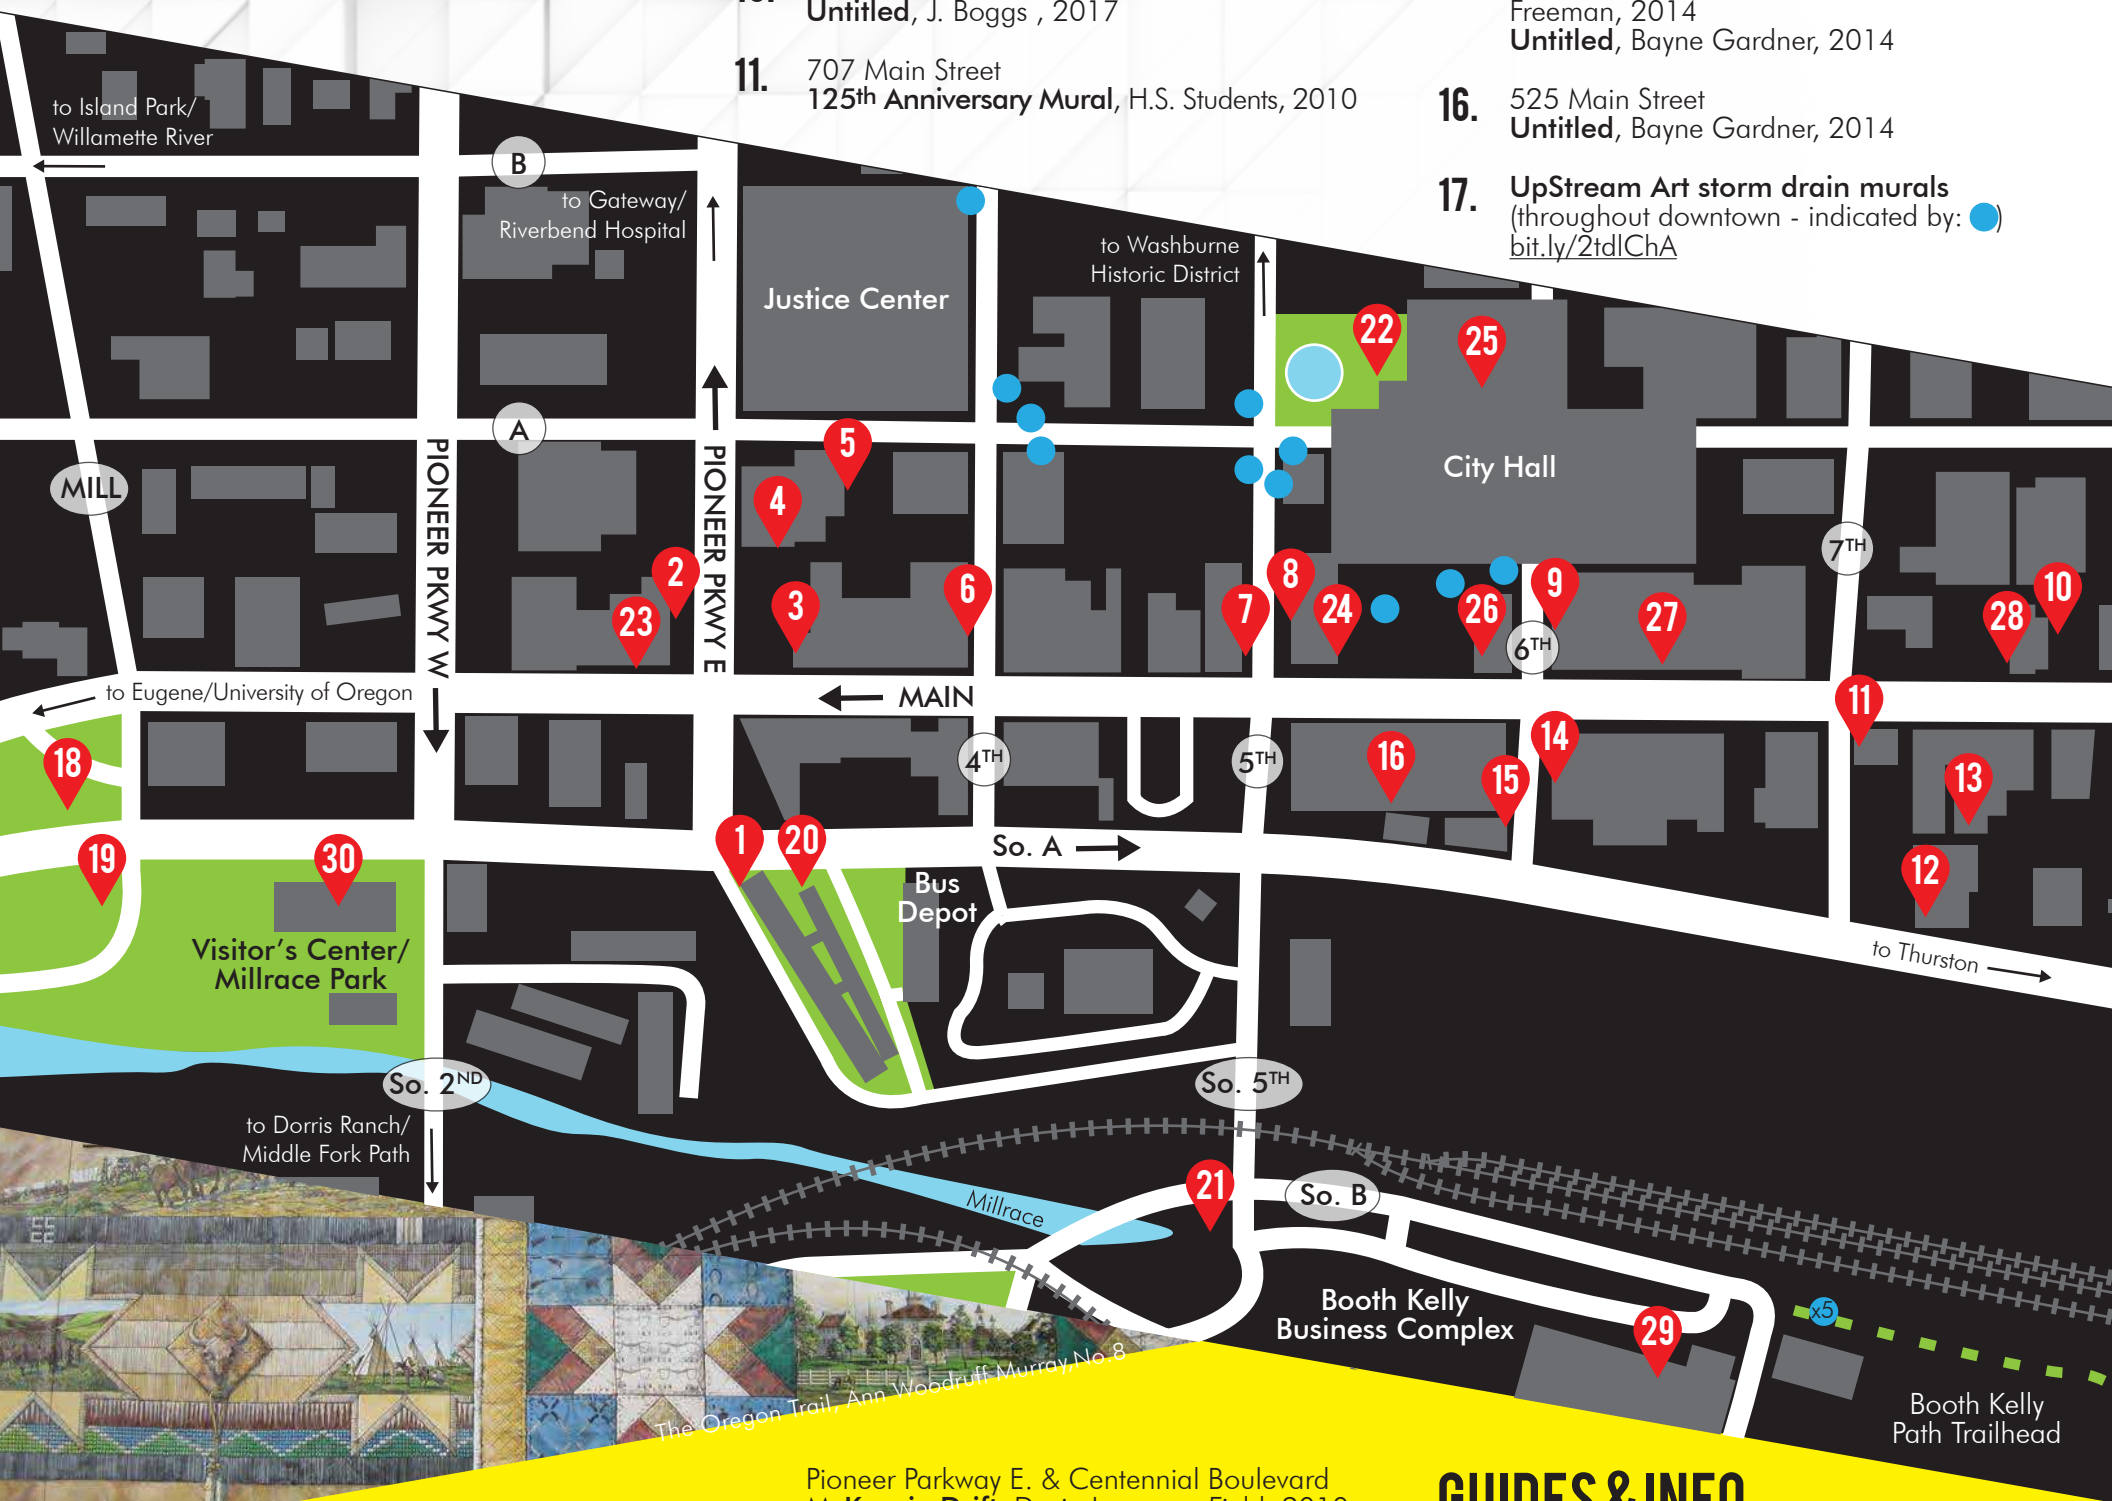 Untitled, J. Boggs , 2017
11.
707 Main Street
125th Anniversary Mural, H.S. Students, 2010
Freeman, 2014
Untitled, Bayne Gardner, 2014
16.
525 Main Street
Untitled, Bayne Gardner, 2014
17.
UpStream Art storm drain murals
(throughout downtown - indicated by: )
bit.ly/2tdlChA
to Island Park/
Willamette River
B
to Gateway/
Riverbend Hospital
Justice Center
to Washburne
Historic District
22
25
A
MILL
PIONEER PKWY W
PIONEER PKWY E
5
4
City Hall
7TH
2
23
3
6
7
8
24
26
9
6TH
27
28
10
to Eugene/University of Oregon
MAIN
11
18
4TH
5TH
16
15
14
13
19
30
1
20
So. A
12
Bus
Depot
Visitor's Center/
Millrace Park
to Thurston
So. 2ND
So. 5TH
to Dorris Ranch/
Middle Fork Path
Millrace
21
So. B
Booth Kelly
Business Complex
29
x5
Booth Kelly
Path Trailhead
The Oregon Trail, Ann Woodruff Murray,No.8
Pioneer Parkway E. & Centennial Boulevard
GUIDES & INFO